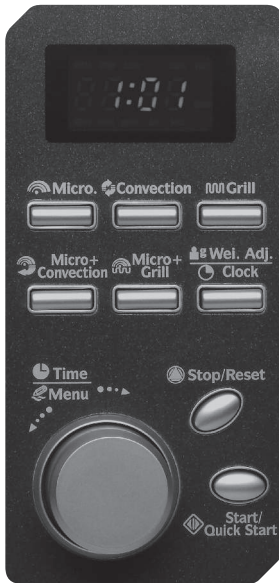 1:01
Micro. Convection Grill
Micro+ Convection
Micro+ Grill
g Wei. Adj.
Clock
Time
Menu
Stop/Reset
Start/
Quick Start